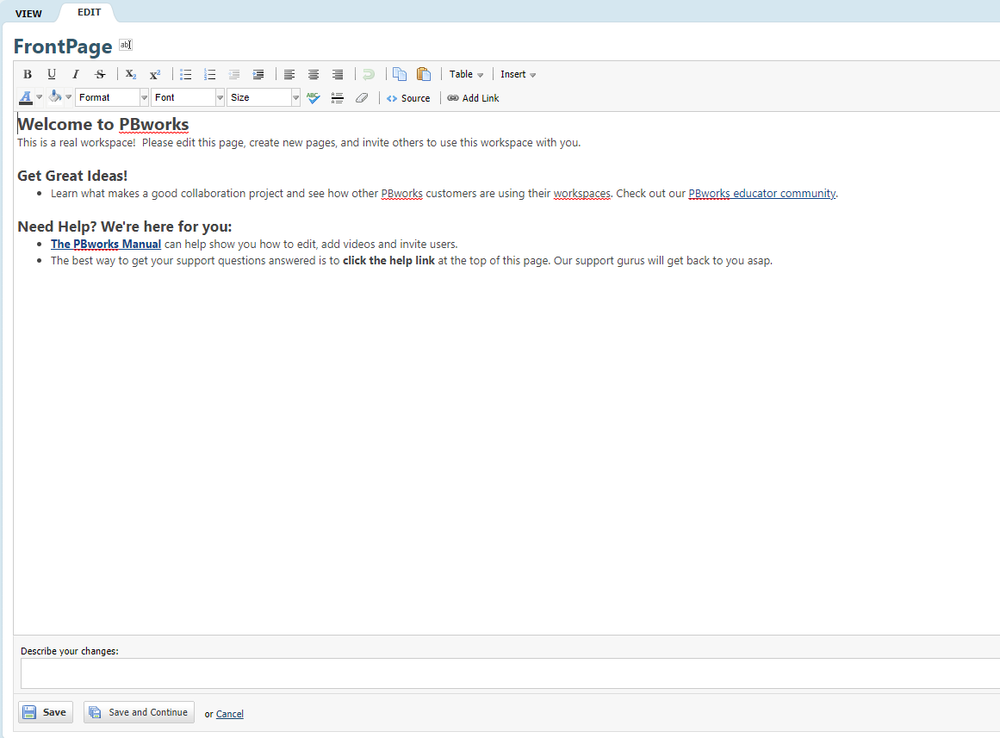 VIEW EDIT
FrontPage ab
B U I S X2 X2 Table Insert
A Format Font Size ABC Source Add Link
Welcome to PBworks
This is a real workspace!  Please edit this page, create new pages, and invite others to use this workspace with you.
Get Great Ideas!
• Learn what makes a good collaboration project and see how other PBworks customers are using their workspaces. Check out our PBworks educator community.
Need Help? We're here for you:
• The PBworks Manual can help show you how to edit, add videos and invite users.
• The best way to get your support questions answered is to click the help link at the top of this page. Our support gurus will get back to you asap.
Describe your changes:
Save Save and Continue or Cancel